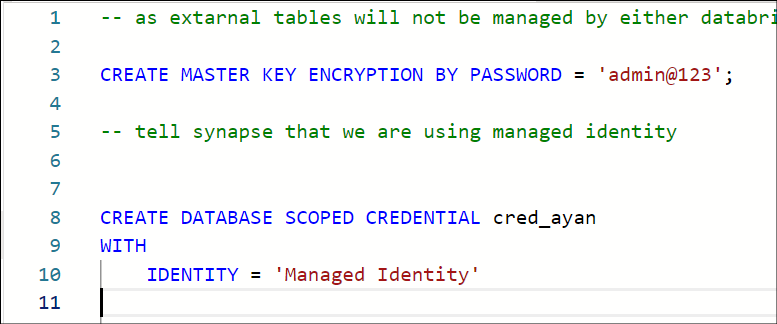 1 -- as extarnal tables will not be managed by either databri
2
3 CREATE MASTER KEY ENCRYPTION BY PASSWORD = 'admin@123';
4
5 -- tell synapse that we are using managed identity
6
7
8 CREATE DATABASE SCOPED CREDENTIAL cred_ayan
9 WITH
10 IDENTITY = 'Managed Identity'
11